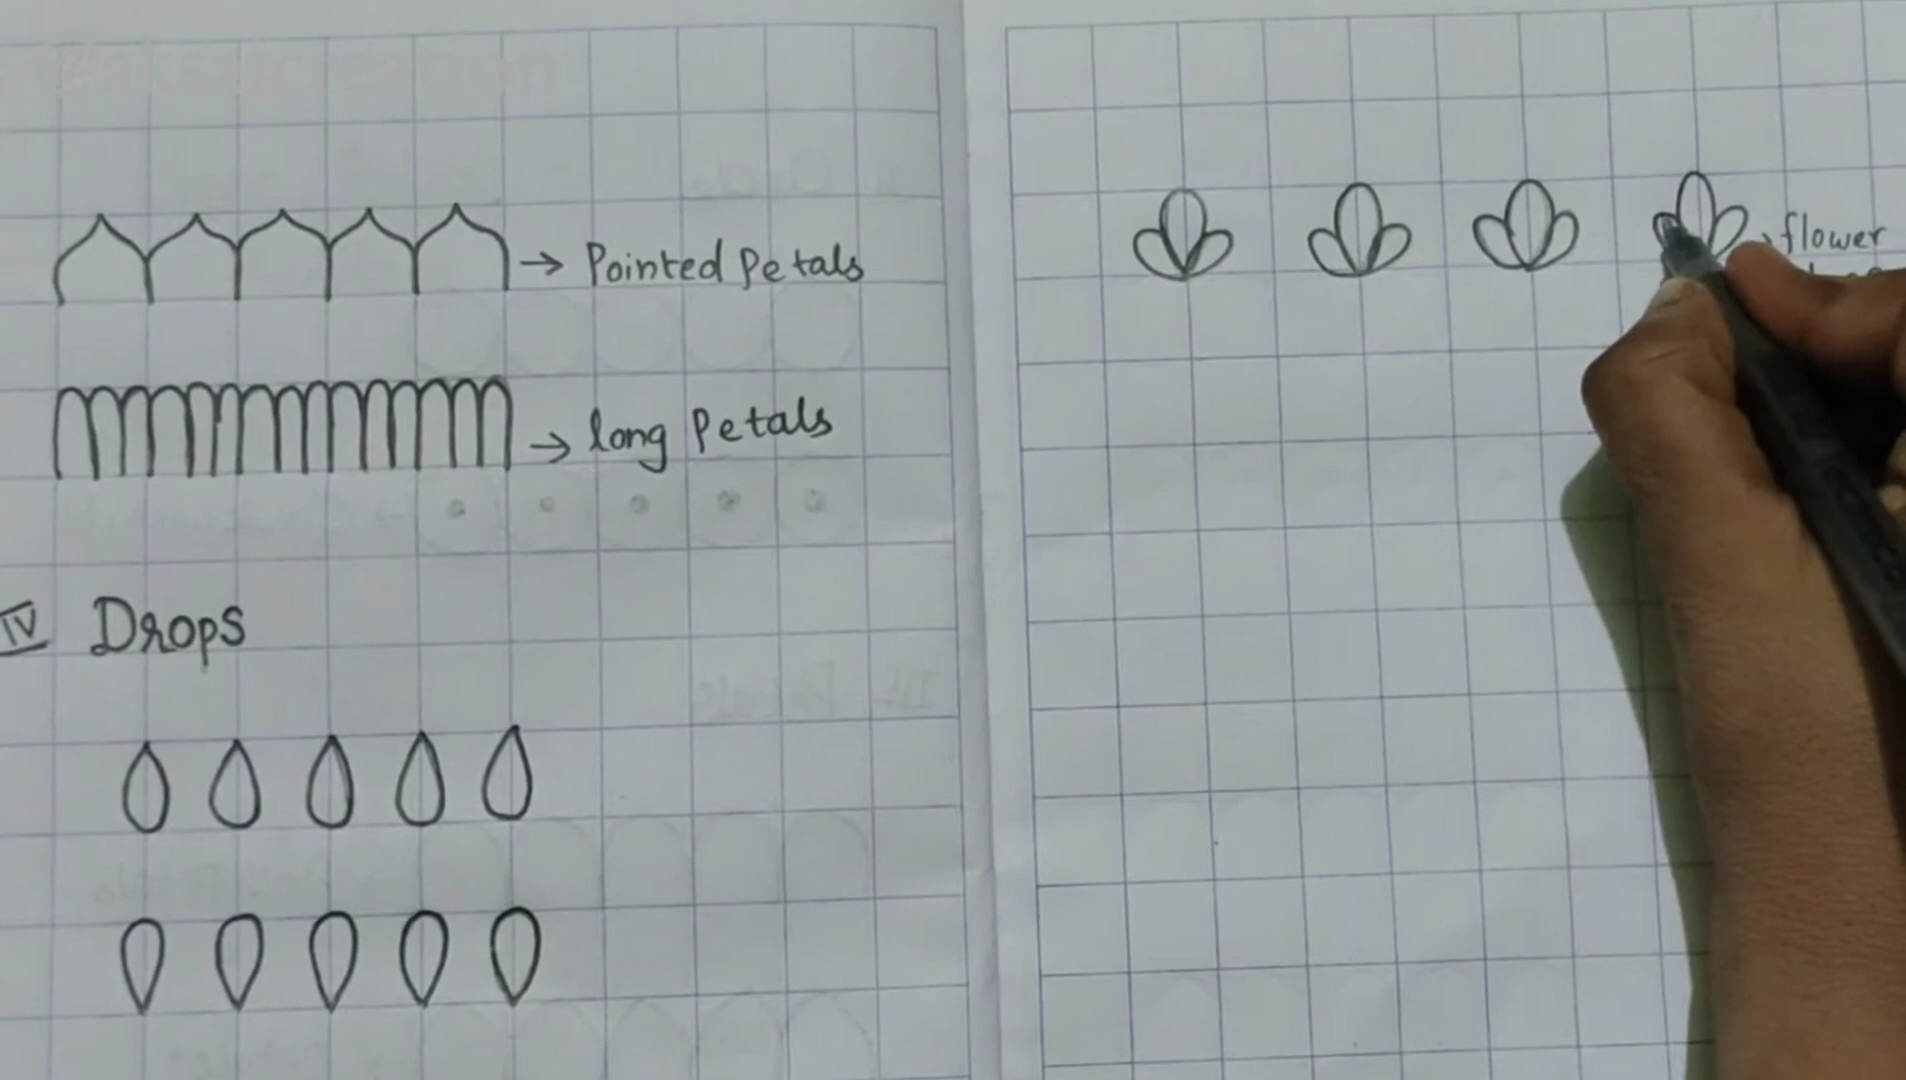 → Pointed Petals
→ long Petals
IV Drops
→ flower